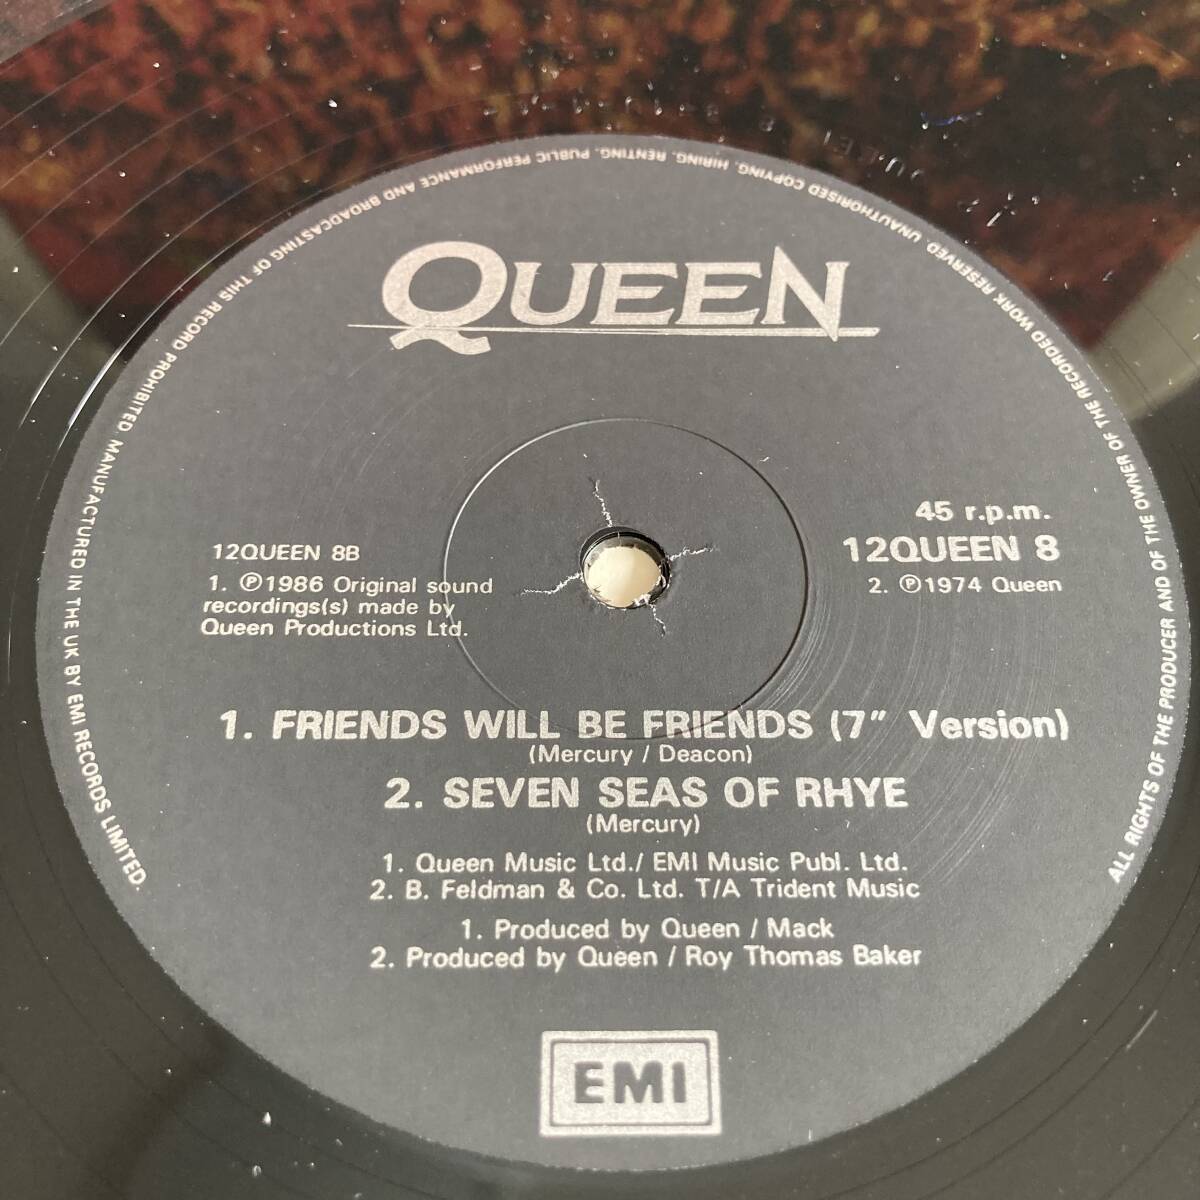 QUEEN
45 r.p.m.
12QUEEN 8B
12QUEEN 8
1. ℗1986 Original sound
recordings(s) made by
Queen Productions Ltd.
2. ℗1974 Queen
1. FRIENDS WILL BE FRIENDS (7" Version)
(Mercury / Deacon)
2. SEVEN SEAS OF RHYE
(Mercury)
1. Queen Music Ltd./ EMI Music Publ. Ltd.
2. B. Feldman & Co. Ltd. T/A Trident Music
1. Produced by Queen / Mack
2. Produced by Queen / Roy Thomas Baker
EMI
ALL RIGHTS OF THE PRODUCER AND OF THE OWNER OF THE RECORDED WORK RESERVED. UNAUTHORISED COPYING, HIRING, RENTING, PUBLIC PERFORMANCE AND BROADCASTING OF THIS RECORD PROHIBITED. MANUFACTURED IN THE UK BY EMI RECORDS LIMITED.